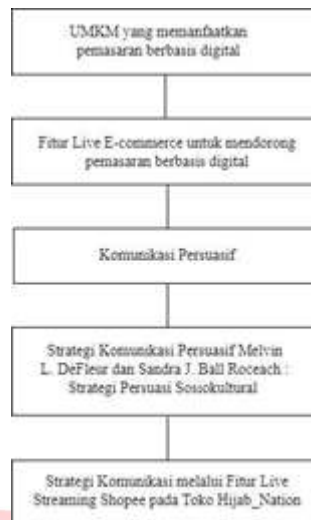 UMKM yang memanfaatkan
pemasaran berbasis digital
Fitur Live E-commerce untuk mendorong
pemasaran berbasis digital
Komunikasi Persuasif
Strategi Komunikasi Persuasif Melvin
L. DeFleur dan Sandra J. Ball Roceach :
Strategi Persuasi Sosiokultural
Strategi Komunikasi melalui Fitur Live
Streaming Shopee pada Toko Hijab_Nation